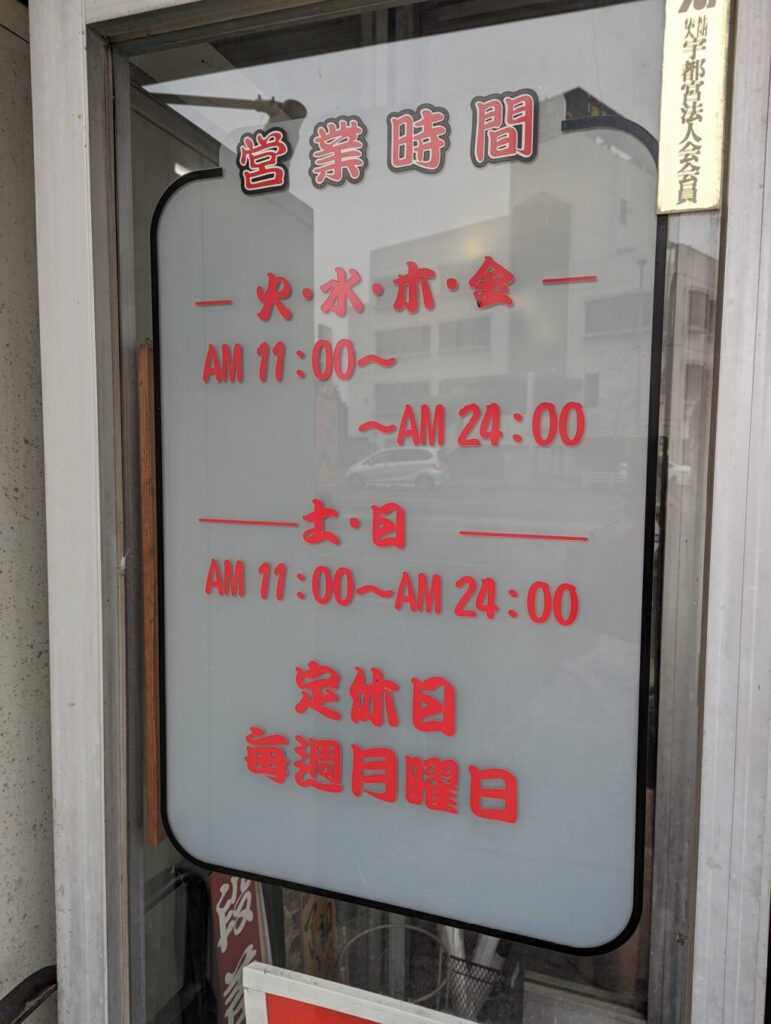 営業時間
火・水・木・金
AM 11:00〜
〜AM 24:00
土・日
AM 11:00〜AM 24:00
定休日
毎週月曜日
宇都宮法人会会員
段